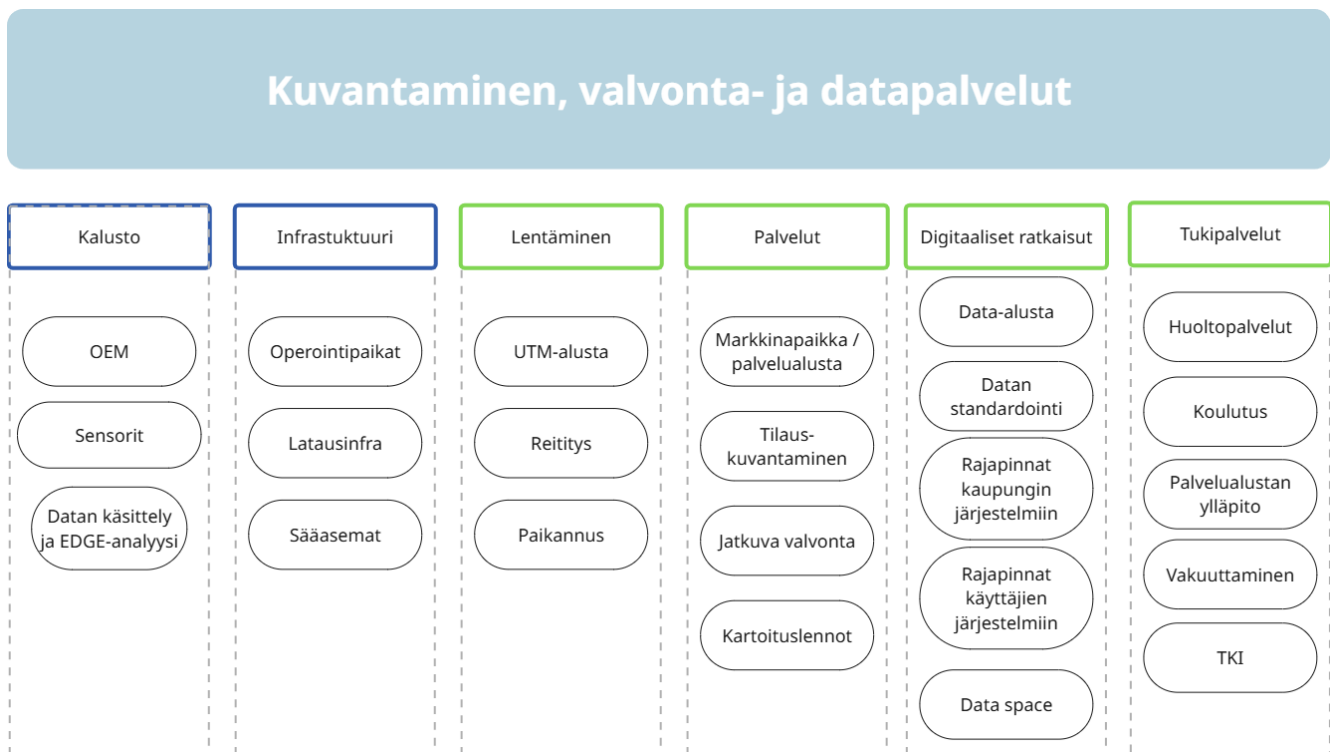 Kuvantaminen, valvonta- ja datapalvelut
Kalusto
OEM
Sensorit
Datan käsittely
ja EDGE-analyysi
Infrastuktuuri
Operointipaikat
Latausinfra
Sääasemat
Lentäminen
UTM-alusta
Reititys
Paikannus
Palvelut
Markkinapaikka /
palvelualusta
Tilaus-
kuvantaminen
Jatkuva valvonta
Kartoituslennot
Digitaaliset ratkaisut
Data-alusta
Datan
standardointi
Rajapinnat
kaupungin
järjestelmiin
Rajapinnat
käyttäjien
järjestelmiin
Data space
Tukipalvelut
Huoltopalvelut
Koulutus
Palvelualustan
ylläpito
Vakuuttaminen
TKI